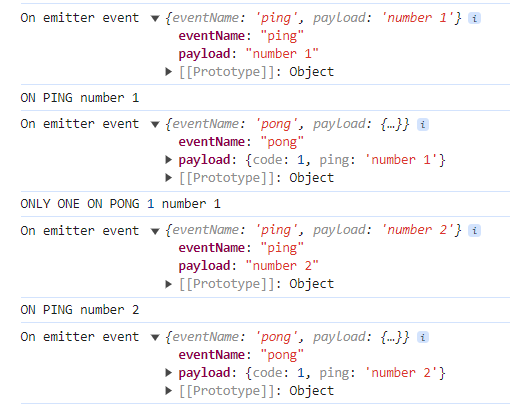 On emitter event ▼ {eventName: 'ping', payload: 'number 1'} i
eventName: "ping"
payload: "number 1"
▶ [[Prototype]]: Object
ON PING number 1
On emitter event ▼ {eventName: 'pong', payload: {…}} i
eventName: "pong"
▶ payload: {code: 1, ping: 'number 1'}
▶ [[Prototype]]: Object
ONLY ONE ON PONG 1 number 1
On emitter event ▼ {eventName: 'ping', payload: 'number 2'} i
eventName: "ping"
payload: "number 2"
▶ [[Prototype]]: Object
ON PING number 2
On emitter event ▼ {eventName: 'pong', payload: {…}} i
eventName: "pong"
▶ payload: {code: 1, ping: 'number 2'}
▶ [[Prototype]]: Object